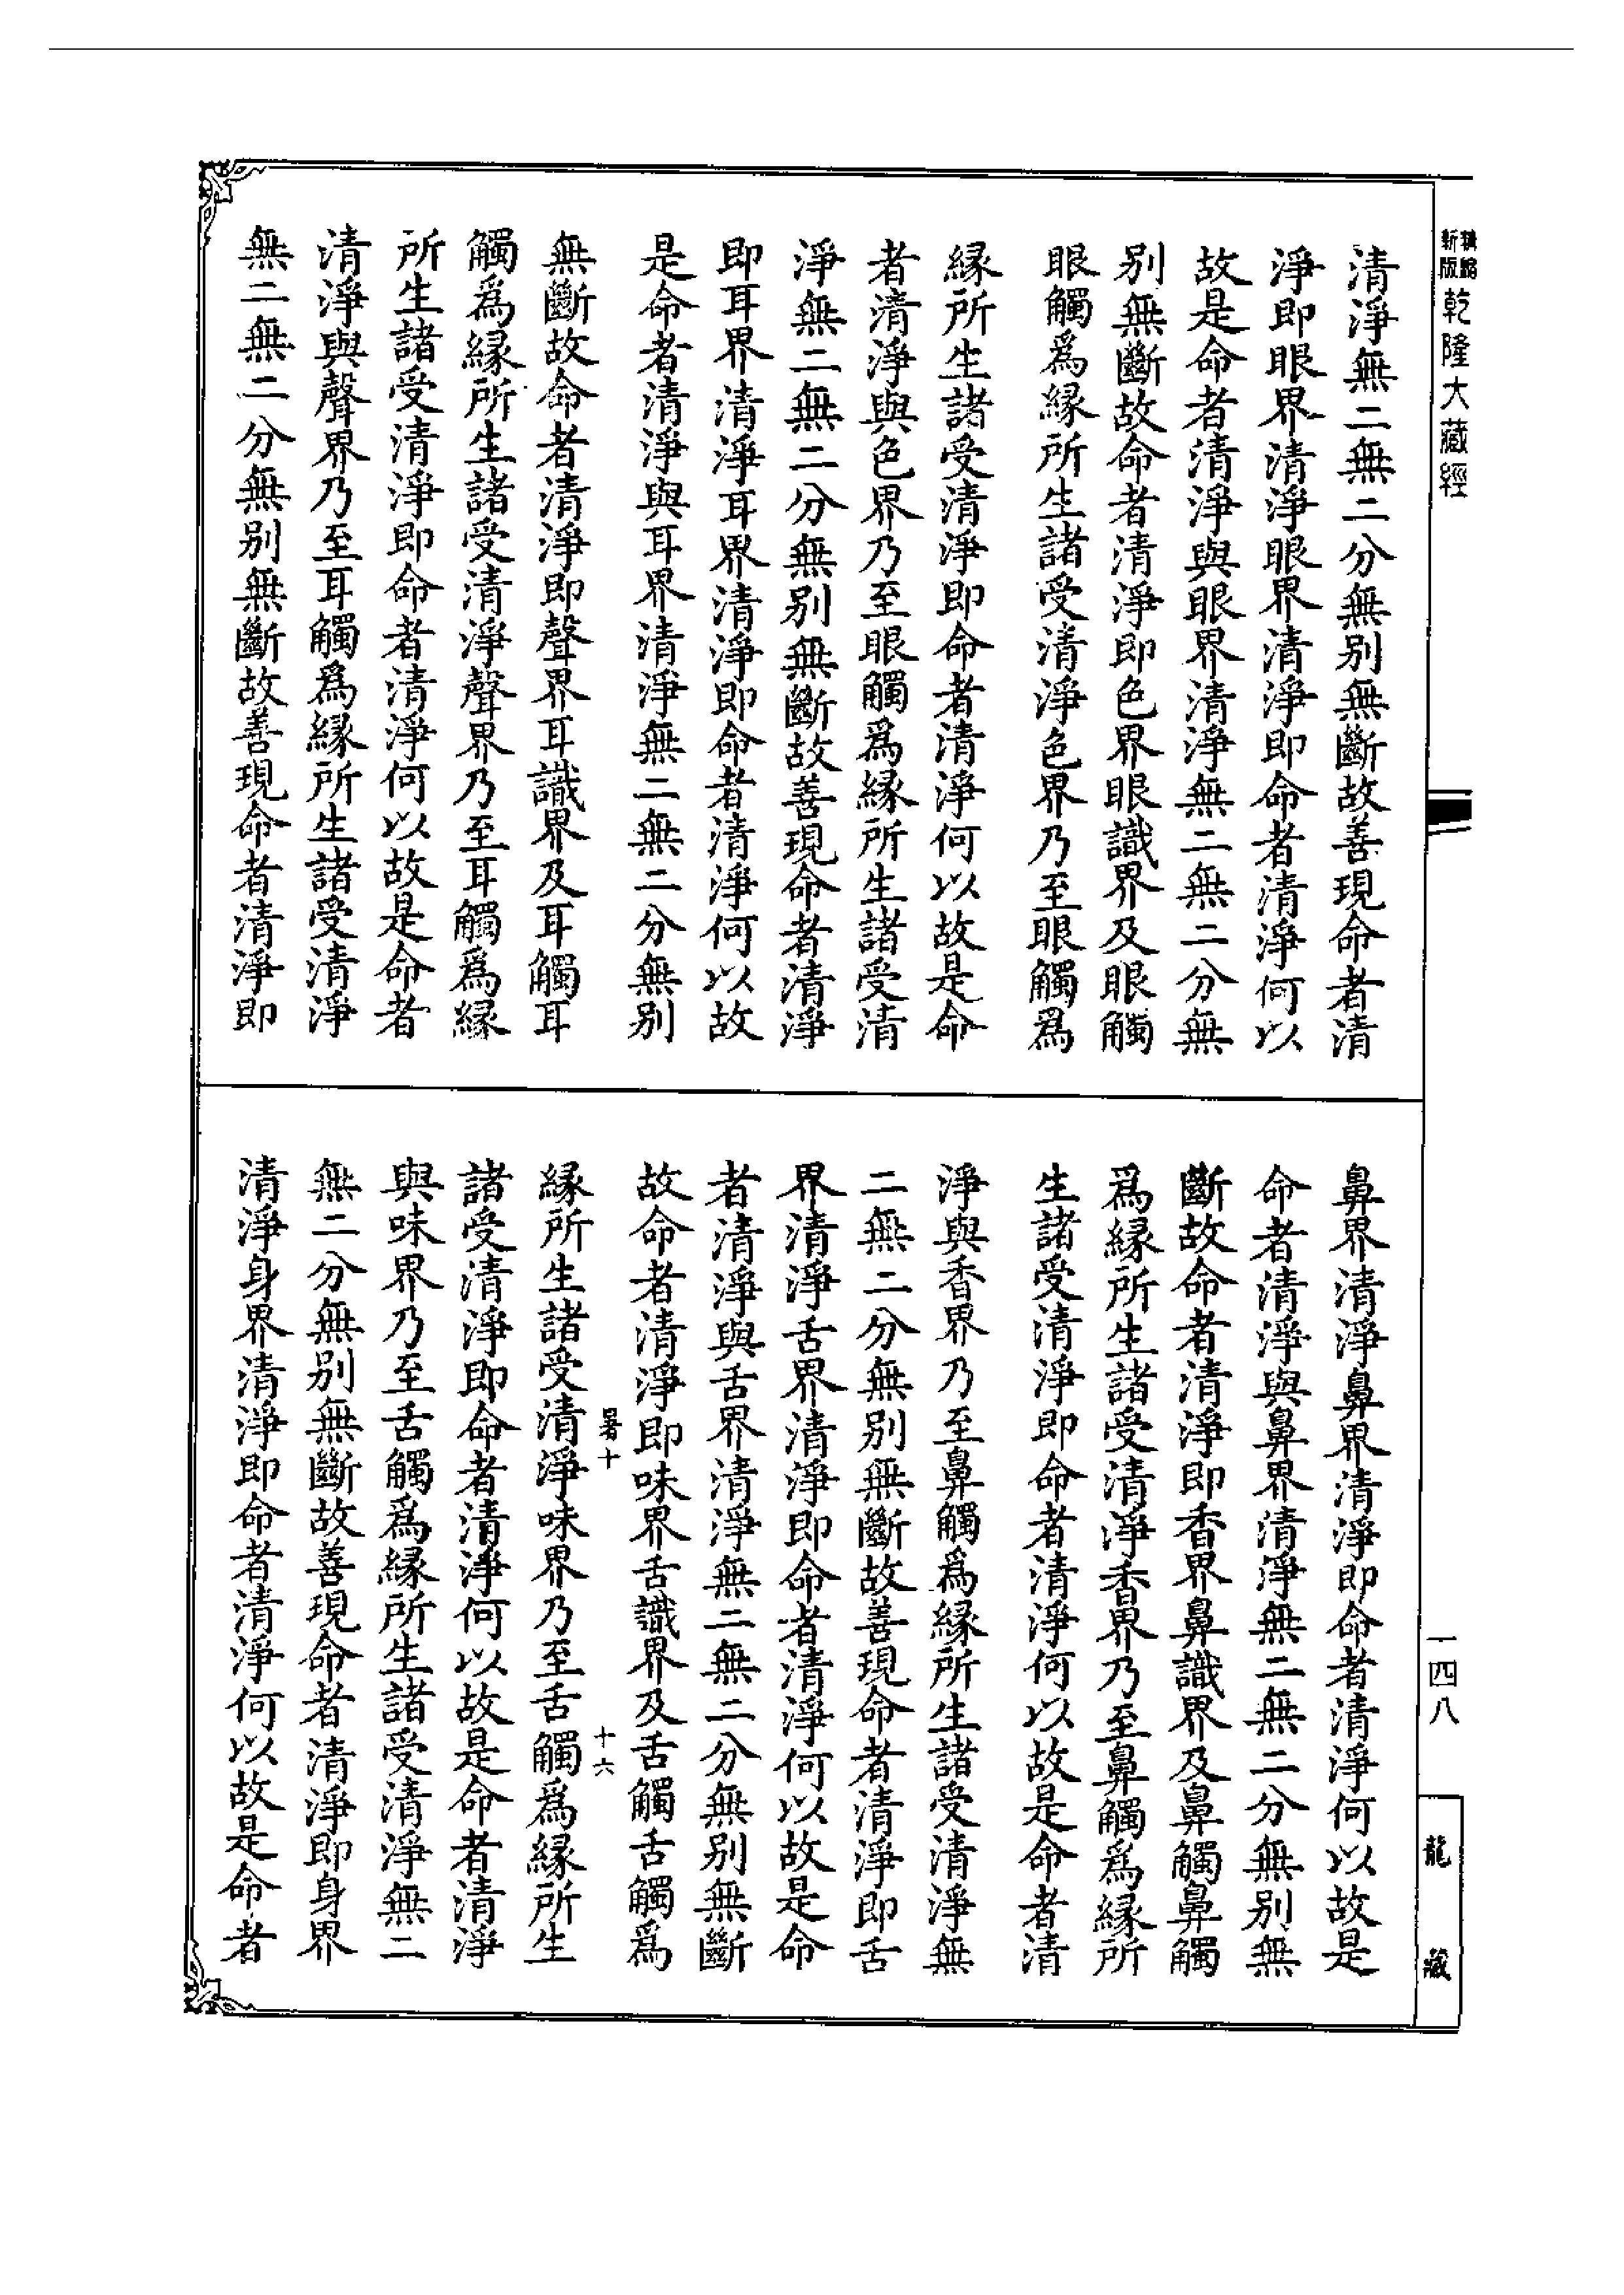 新版精縮乾隆大藏經
一四八
龍藏
清淨無二無二分無別無斷故善現命者清
淨即眼界清淨眼界清淨即命者清淨何以
故是命者清淨與眼界清淨無二無二分無
別無斷故命者清淨即色界眼識界及眼觸
眼觸爲緣所生諸受清淨色界乃至眼觸爲
緣所生諸受清淨即命者清淨何以故是命
者清淨與色界乃至眼觸爲緣所生諸受清
淨無二無二分無別無斷故善現命者清淨
即耳界清淨耳界清淨即命者清淨何以故
是命者清淨與耳界清淨無二無二分無別
無斷故命者清淨即聲界耳識界及耳觸耳
觸爲緣所生諸受清淨聲界乃至耳觸爲緣
所生諸受清淨即命者清淨何以故是命者
清淨與聲界乃至耳觸爲緣所生諸受清淨
無二無二分無別無斷故善現命者清淨即
鼻界清淨鼻界清淨即命者清淨何以故是
命者清淨與鼻界清淨無二無二分無別無
斷故命者清淨即香界鼻識界及鼻觸鼻觸
爲緣所生諸受清淨香界乃至鼻觸爲緣所
生諸受清淨即命者清淨何以故是命者清
淨與香界乃至鼻觸爲緣所生諸受清淨無
二無二分無別無斷故善現命者清淨即舌
界清淨舌界清淨即命者清淨何以故是命
者清淨與舌界清淨無二無二分無別無斷
故命者清淨即味界舌識界及舌觸舌觸爲
暑十 十六
緣所生諸受清淨味界乃至舌觸爲緣所生
諸受清淨即命者清淨何以故是命者清淨
與味界乃至舌觸爲緣所生諸受清淨無二
無二分無別無斷故善現命者清淨即身界
清淨身界清淨即命者清淨何以故是命者